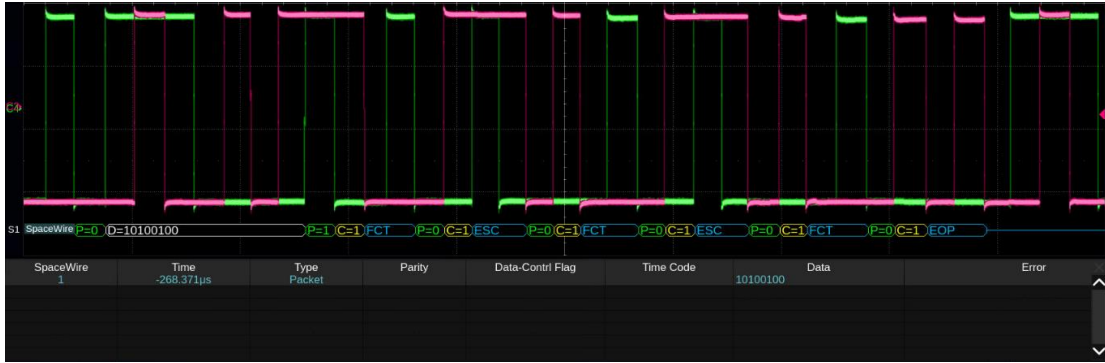 C4
S1 SpaceWire P=0 D=10100100 P=1 C=1 FCT P=0 C=1 ESC P=0 C=1 FCT P=0 C=1 ESC P=0 C=1 FCT P=0 C=1 EOP
SpaceWire Time Type Parity Data-Contrl Flag Time Code Data Error
1 -268.371µs Packet 10100100